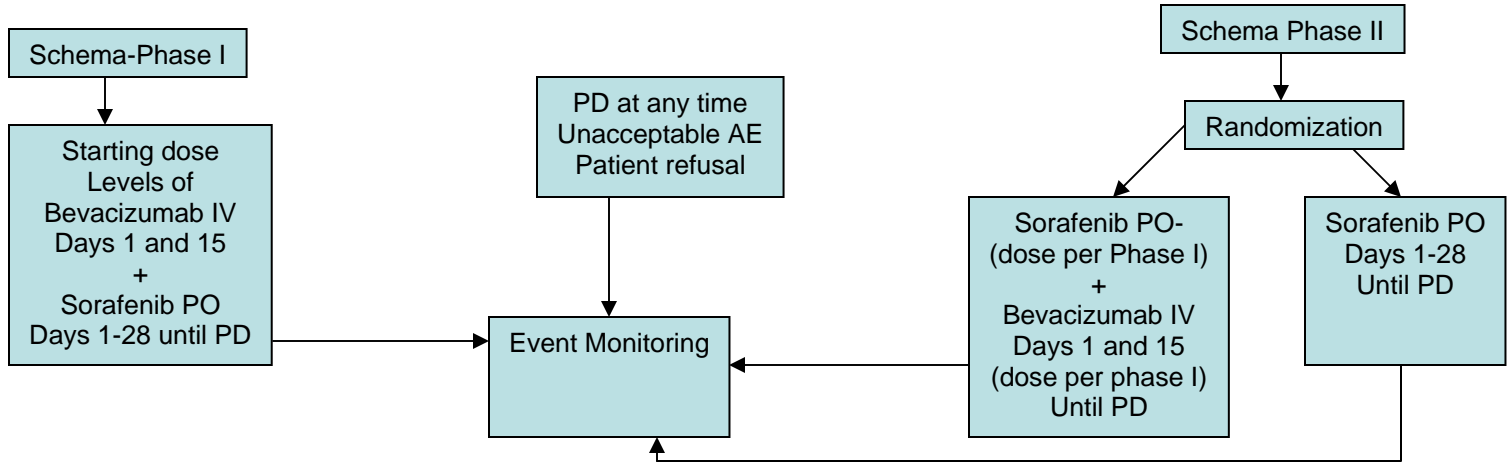 Schema-Phase I
Starting dose
Levels of
Bevacizumab IV
Days 1 and 15
+
Sorafenib PO
Days 1-28 until PD
PD at any time
Unacceptable AE
Patient refusal
Event Monitoring
Schema Phase II
Randomization
Sorafenib PO-
(dose per Phase I)
+
Bevacizumab IV
Days 1 and 15
(dose per phase I)
Until PD
Sorafenib PO
Days 1-28
Until PD